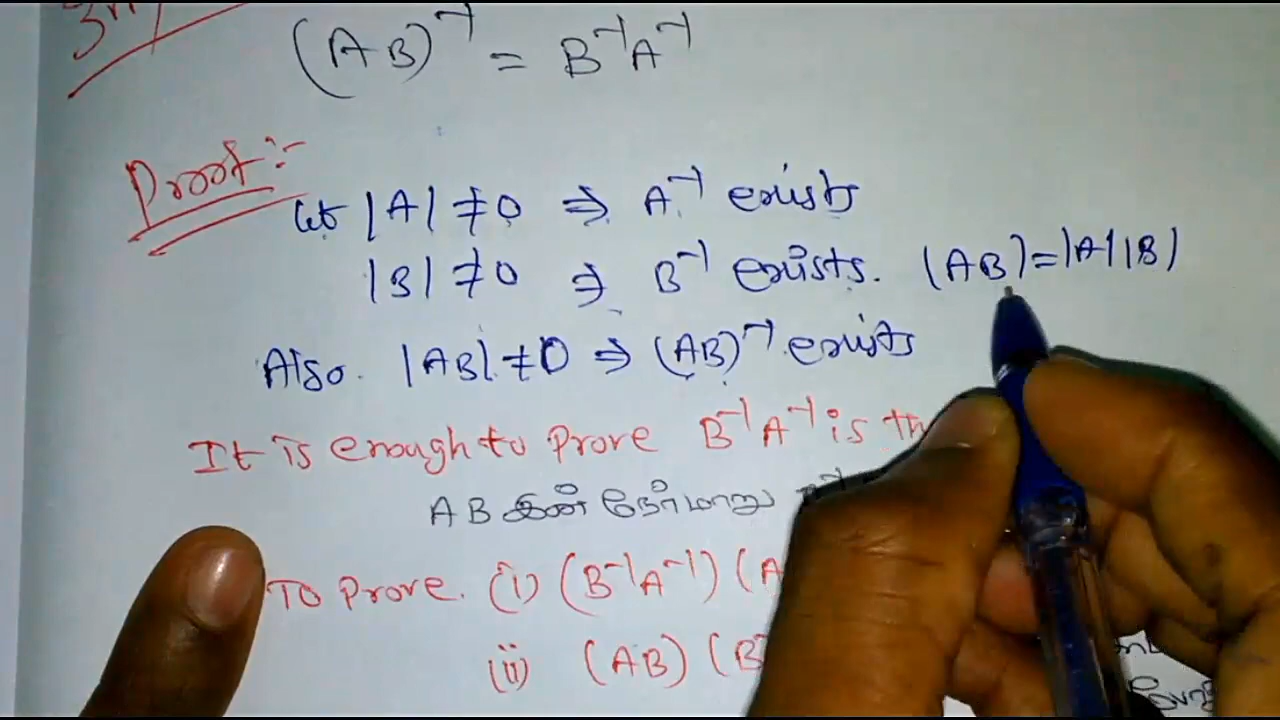 (AB)⁻¹ = B⁻¹A⁻¹
Proof:-
let |A| ≠ 0 ⇒ A⁻¹ exists
|B| ≠ 0 ⇒ B⁻¹ exists. |AB| = |A||B|
Also. |AB| ≠ 0 ⇒ (AB)⁻¹ exists
It is enough to prove B⁻¹A⁻¹ is th
AB இன் நேர்மாறு
To prove. (i) (B⁻¹A⁻¹) (A
(ii) (AB) (B